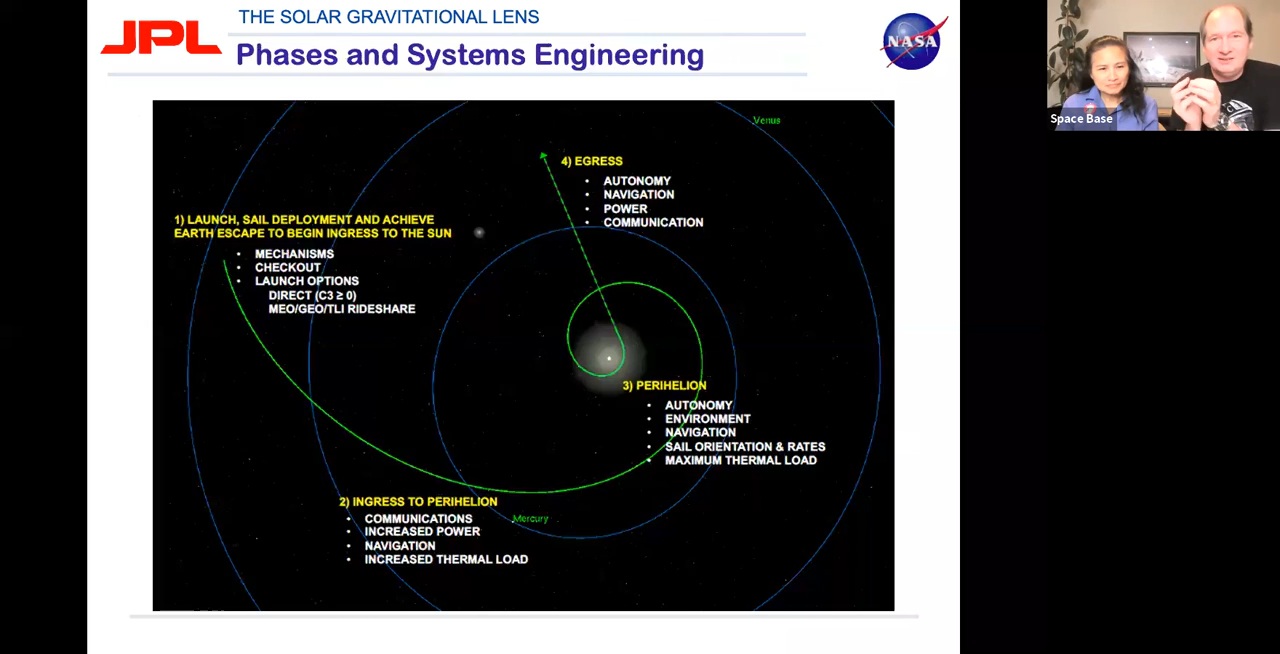 JPL
THE SOLAR GRAVITATIONAL LENS
Phases and Systems Engineering
NASA
Space Base
Venus
4) EGRESS
• AUTONOMY
• NAVIGATION
• POWER
• COMMUNICATION
1) LAUNCH, SAIL DEPLOYMENT AND ACHIEVE
EARTH ESCAPE TO BEGIN INGRESS TO THE SUN
• MECHANISMS
• CHECKOUT
• LAUNCH OPTIONS
DIRECT (C3 ≥ 0)
MEO/GEO/TLI RIDESHARE
3) PERIHELION
• AUTONOMY
• ENVIRONMENT
• NAVIGATION
• SAIL ORIENTATION & RATES
• MAXIMUM THERMAL LOAD
2) INGRESS TO PERIHELION
• COMMUNICATIONS
• INCREASED POWER
• NAVIGATION
• INCREASED THERMAL LOAD
Mercury